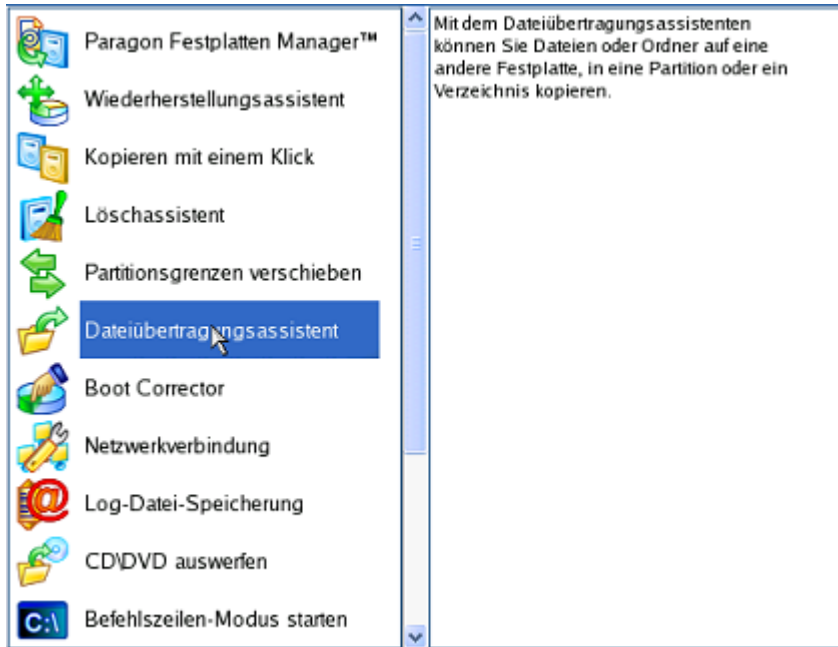 Paragon Festplatten Manager™
Wiederherstellungsassistent
Kopieren mit einem Klick
Löschassistent
Partitionsgrenzen verschieben
Dateiübertragungsassistent
Boot Corrector
Netzwerkverbindung
Log-Datei-Speicherung
CD\DVD auswerfen
C:\
Befehlszeilen-Modus starten
Mit dem Dateiübertragungsassistenten
können Sie Dateien oder Ordner auf eine
andere Festplatte, in eine Partition oder ein
Verzeichnis kopieren.